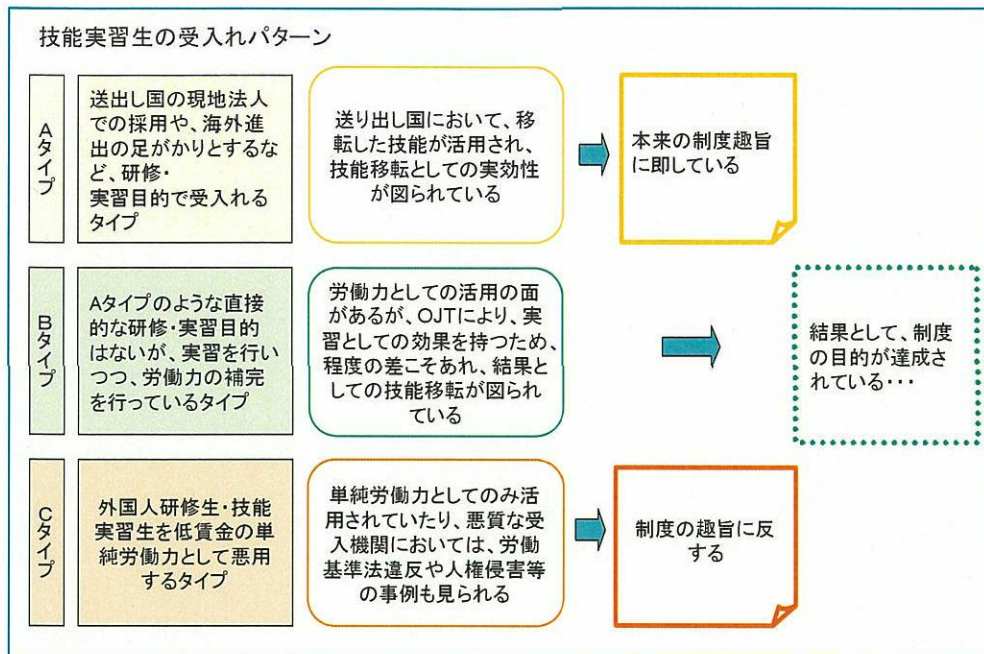 技能実習生の受入れパターン
Aタイプ
送出し国の現地法人
での採用や、海外進
出の足がかりとするな
ど、研修・
実習目的で受入れる
タイプ
送り出し国において、移
転した技能が活用され、
技能移転としての実効性
が図られている
本来の制度趣旨
に即している
Bタイプ
Aタイプのような直接
的な研修・実習目的
はないが、実習を行い
つつ、労働力の補完
を行っているタイプ
労働力としての活用の面
があるが、OJTにより、実
習としての効果を持つため、
程度の差こそあれ、結果と
しての技能移転が図られ
ている
結果として、制度
の目的が達成さ
れている・・・
Cタイプ
外国人研修生・技能
実習生を低賃金の単
純労働力として悪用
するタイプ
単純労働力としてのみ活
用されていたり、悪質な受
入機関においては、労働
基準法違反や人権侵害等
の事例も見られる
制度の趣旨に反
する